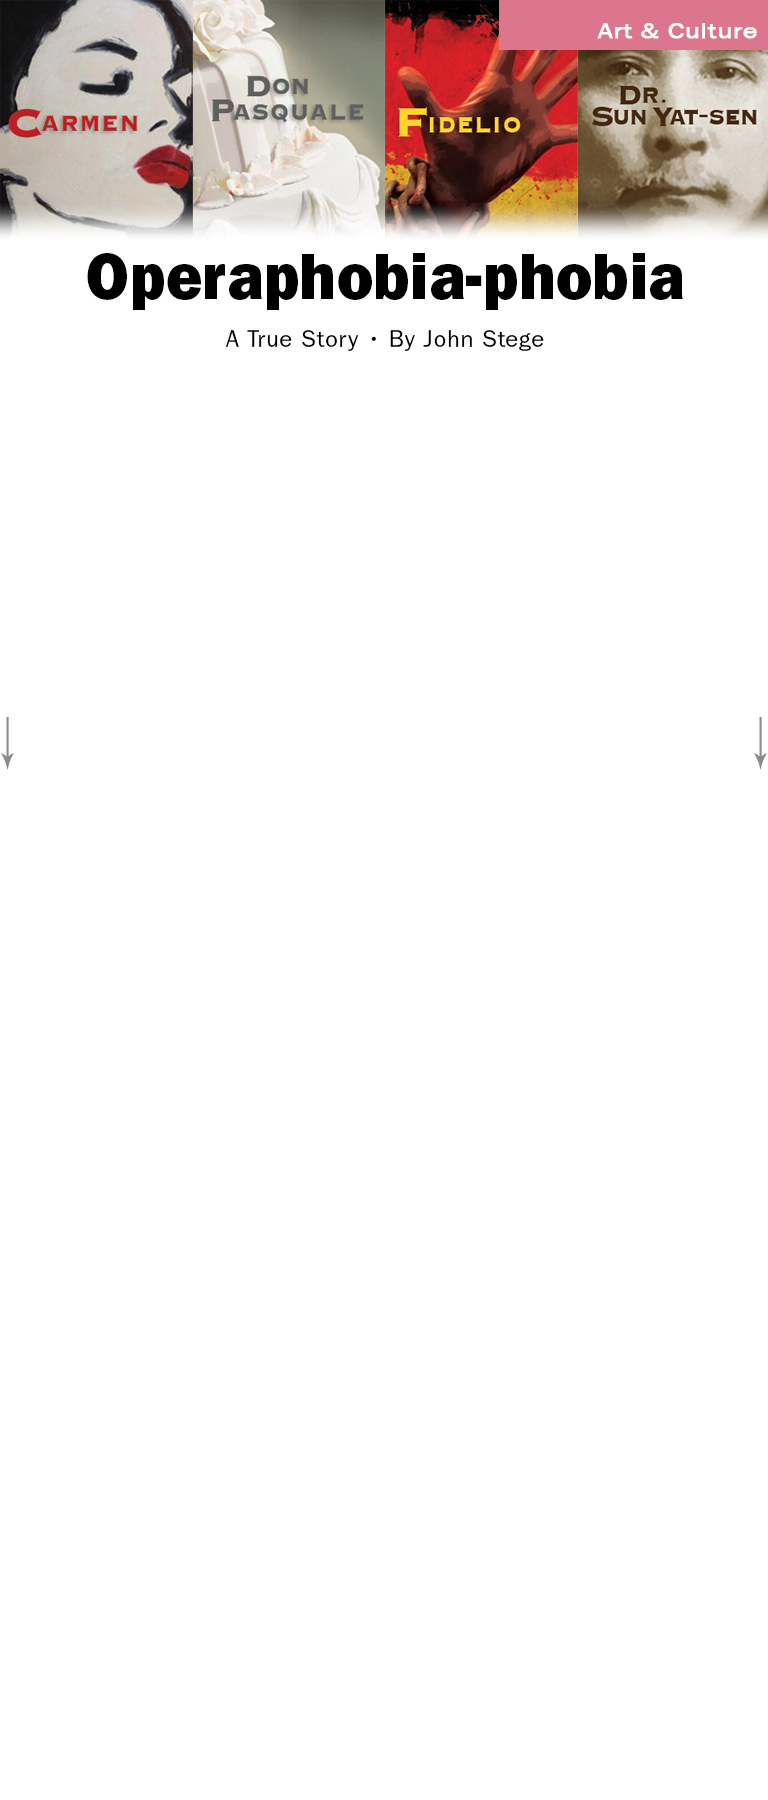 Art & Culture
CARMEN
DON
PASQUALE
FIDELIO
DR.
SUN YAT-SEN
Operaphobia-phobia
A True Story • By John Stege